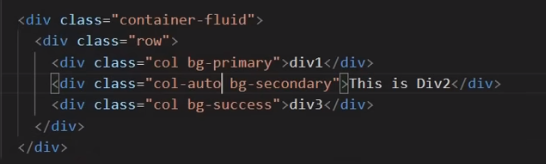 <div class="container-fluid">
<div class="row">
<div class="col bg-primary">div1</div>
<div class="col-auto bg-secondary">This is Div2</div>
<div class="col bg-success">div3</div>
</div>
</div>